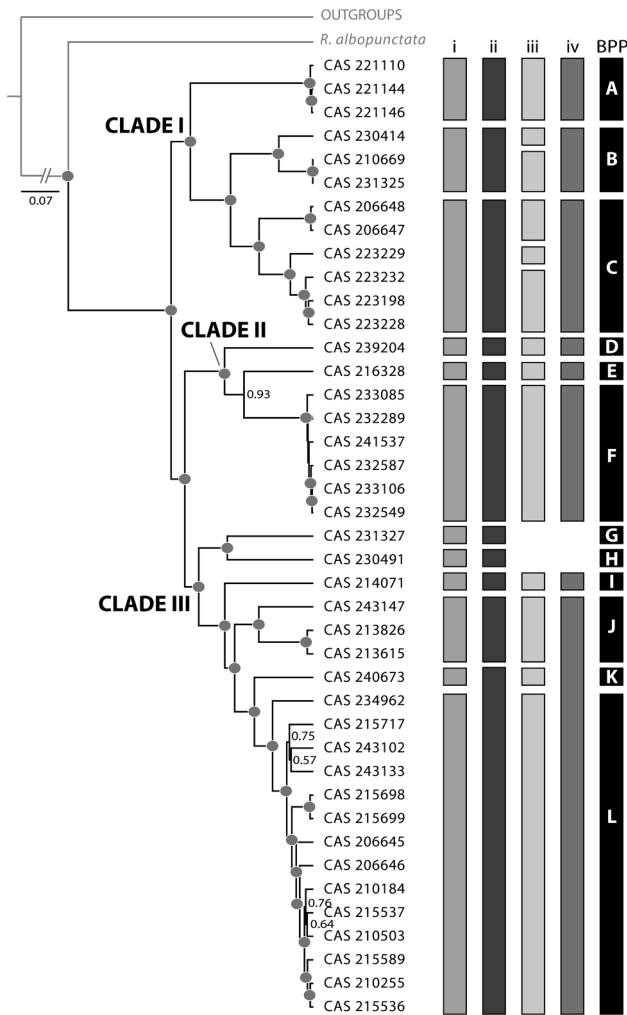 OUTGROUPS
R. albopunctata
i ii iii iv BPP
CAS 221110
CAS 221144
A
CAS 221146
CLADE I
CAS 230414
CAS 210669
B
CAS 231325
0.07
CAS 206648
CAS 206647
CAS 223229
C
CAS 223232
CAS 223198
CAS 223228
CLADE II
CAS 239204
D
CAS 216328
E
0.93
CAS 233085
CAS 232289
CAS 241537
F
CAS 232587
CAS 233106
CAS 232549
CAS 231327
G
CAS 230491
H
CAS 214071
I
CLADE III
CAS 243147
CAS 213826
J
CAS 213615
CAS 240673
K
CAS 234962
CAS 215717
0.75
CAS 243102
0.57
CAS 243133
CAS 215698
CAS 215699
L
CAS 206645
CAS 206646
CAS 210184
0.76
CAS 215537
0.64
CAS 210503
CAS 215589
CAS 210255
CAS 215536